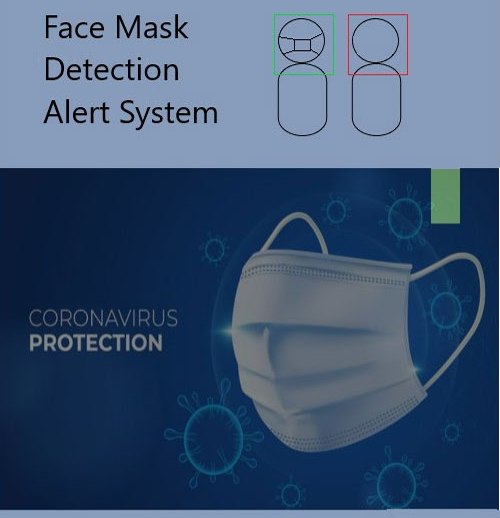 Face Mask
Detection
Alert System
CORONAVIRUS
PROTECTION